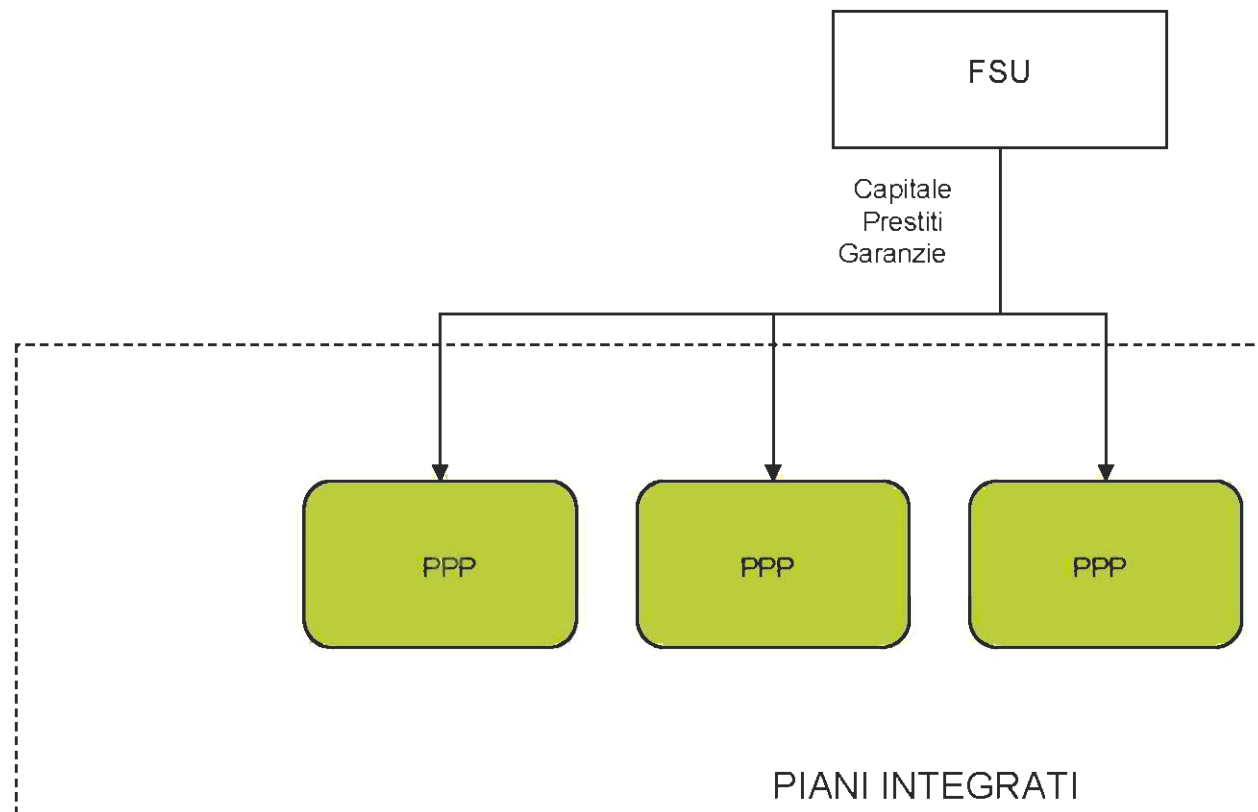 FSU
Capitale
Prestiti
Garanzie
PPP
PPP
PPP
PIANI INTEGRATI